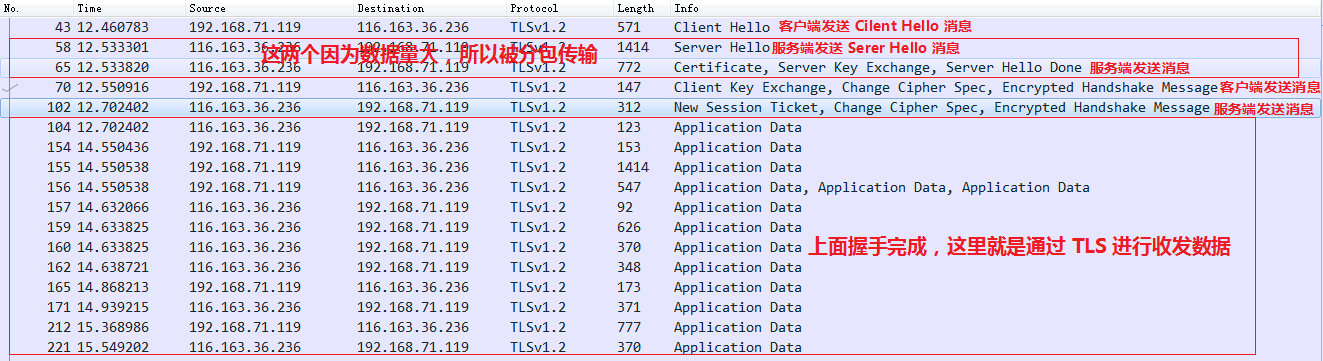 No. Time Source Destination Protocol Length Info
43 12.460783 192.168.71.119 116.163.36.236 TLSv1.2 571 Client Hello 客户端发送 Cilent Hello 消息
58 12.533301 116.163.36.236 192.168.71.119 TLSv1.2 1414 Server Hello 服务端发送 Serer Hello 消息
这两个因为数据量大,所以被分包传输
65 12.533820 116.163.36.236 192.168.71.119 TLSv1.2 772 Certificate, Server Key Exchange, Server Hello Done 服务端发送消息
70 12.550916 192.168.71.119 116.163.36.236 TLSv1.2 147 Client Key Exchange, Change Cipher Spec, Encrypted Handshake Message 客户端发送消息
102 12.702402 116.163.36.236 192.168.71.119 TLSv1.2 312 New Session Ticket, Change Cipher Spec, Encrypted Handshake Message 服务端发送消息
104 12.702402 116.163.36.236 192.168.71.119 TLSv1.2 123 Application Data
154 14.550436 192.168.71.119 116.163.36.236 TLSv1.2 153 Application Data
155 14.550538 192.168.71.119 116.163.36.236 TLSv1.2 1414 Application Data
156 14.550538 192.168.71.119 116.163.36.236 TLSv1.2 547 Application Data, Application Data, Application Data
157 14.632066 116.163.36.236 192.168.71.119 TLSv1.2 92 Application Data
159 14.633825 116.163.36.236 192.168.71.119 TLSv1.2 626 Application Data
160 14.633825 116.163.36.236 192.168.71.119 TLSv1.2 370 Application Data 上面握手完成,这里就是通过 TLS 进行收发数据
162 14.638721 192.168.71.119 116.163.36.236 TLSv1.2 348 Application Data
165 14.868213 116.163.36.236 192.168.71.119 TLSv1.2 173 Application Data
171 14.939215 116.163.36.236 192.168.71.119 TLSv1.2 371 Application Data
212 15.368986 192.168.71.119 116.163.36.236 TLSv1.2 777 Application Data
221 15.549202 116.163.36.236 192.168.71.119 TLSv1.2 370 Application Data